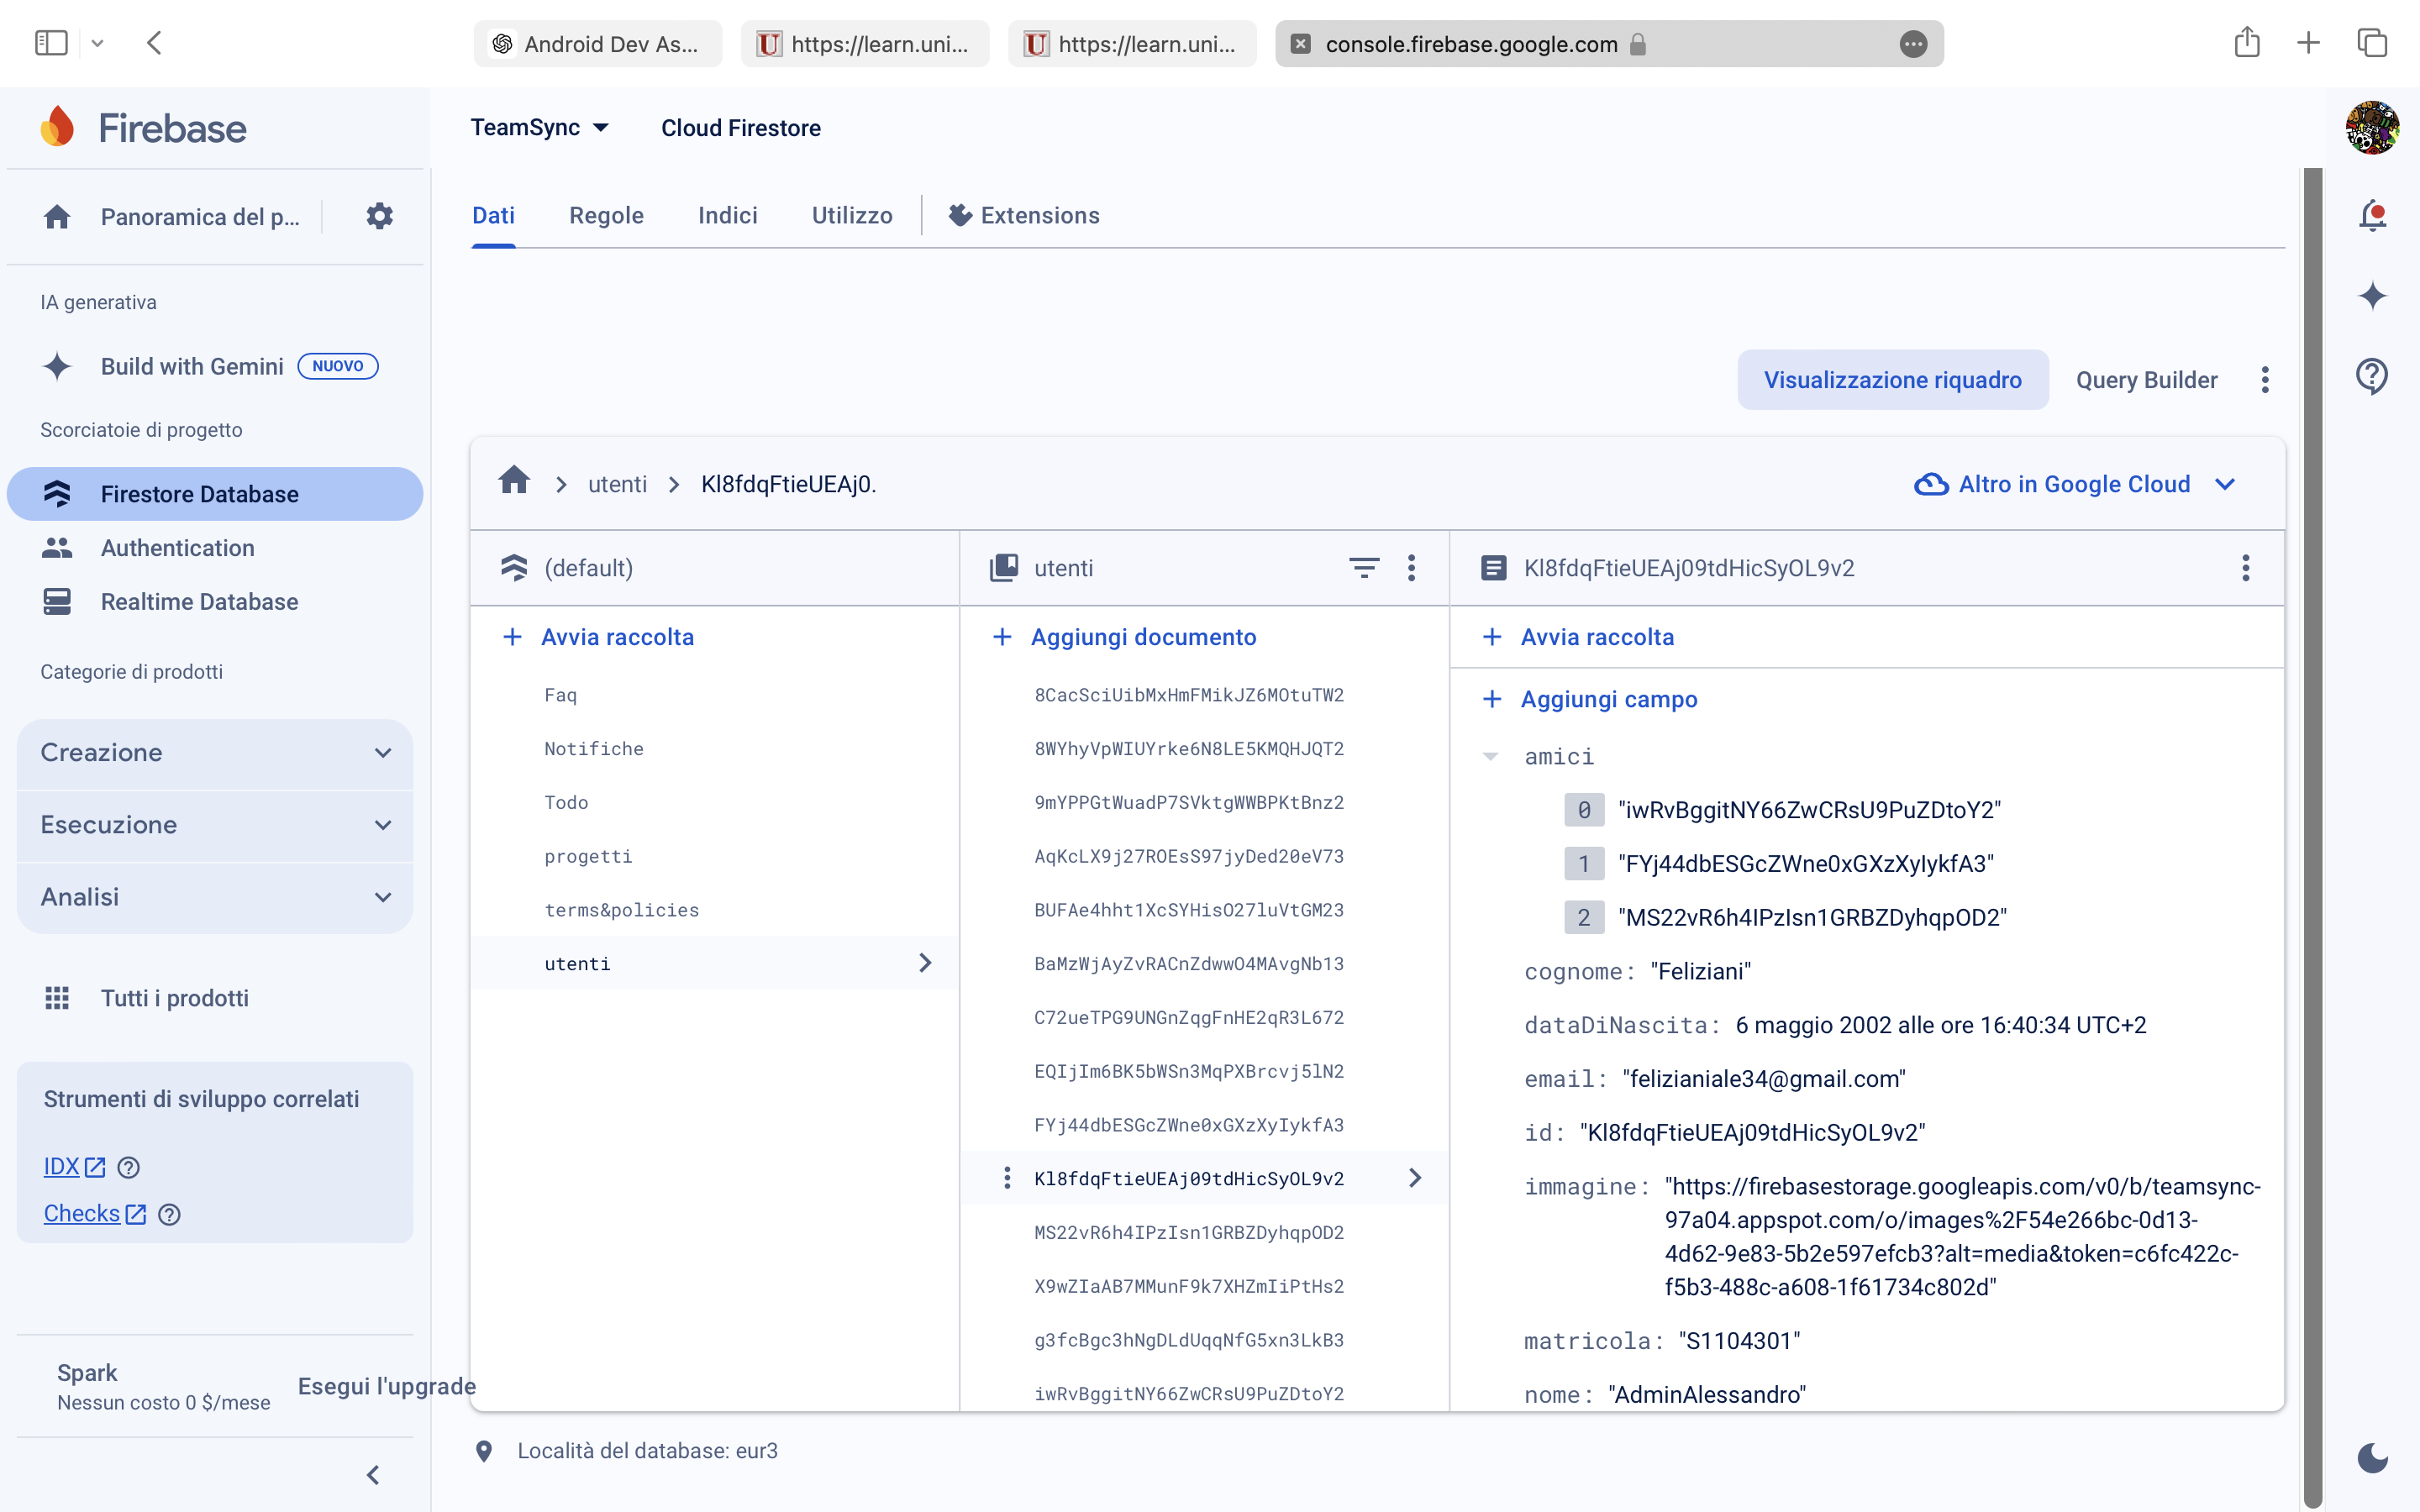 Android Dev As...
https://learn.uni...
https://learn.uni...
console.firebase.google.com
Firebase
TeamSync
Cloud Firestore
Panoramica del p...
Dati
Regole
Indici
Utilizzo
Extensions
IA generativa
Build with Gemini
NUOVO
Scorciatoie di progetto
Firestore Database
Authentication
Realtime Database
Categorie di prodotti
Creazione
Esecuzione
Analisi
Tutti i prodotti
Strumenti di sviluppo correlati
IDX
Checks
Spark
Nessun costo 0 $/mese
Esegui l'upgrade
Visualizzazione riquadro
Query Builder
utenti
Kl8fdqFtieUEAj0.
Altro in Google Cloud
(default)
Avvia raccolta
Faq
Notifiche
Todo
progetti
terms&policies
utenti
utenti
Aggiungi documento
8CacSciUibMxHmFMikJZ6MOtuTW2
8WYhyVpWIUYrke6N8LE5KMQHJQT2
9mYPPGtWuadP7SVktgWWBPKtBnz2
AqKcLX9j27ROEsS97jyDed20eV73
BUFAe4hht1XcSYHisO27luVtGM23
BaMzWjAyZvRACnZdwwO4MAvgNb13
C72ueTPG9UNGnZqgFnHE2qR3L672
EQIjIm6BK5bWSn3MqPXBrcvj5lN2
FYj44dbESGcZWne0xGXzXyIykfA3
Kl8fdqFtieUEAj09tdHicSyOL9v2
MS22vR6h4IPzIsn1GRBZDyhqpOD2
X9wZIaAB7MMunF9k7XHZmIiPtHs2
g3fcBgc3hNgDLdUqqNfG5xn3LkB3
iwRvBggitNY66ZwCRsU9PuZDtoY2
Kl8fdqFtieUEAj09tdHicSyOL9v2
Avvia raccolta
Aggiungi campo
amici
0 "iwRvBggitNY66ZwCRsU9PuZDtoY2"
1 "FYj44dbESGcZWne0xGXzXyIykfA3"
2 "MS22vR6h4IPzIsn1GRBZDyhqpOD2"
cognome: "Feliziani"
dataDiNascita: 6 maggio 2002 alle ore 16:40:34 UTC+2
email: "felizianiale34@gmail.com"
id: "Kl8fdqFtieUEAj09tdHicSyOL9v2"
immagine: "https://firebasestorage.googleapis.com/v0/b/teamsync-
97a04.appspot.com/o/images%2F54e266bc-0d13-
4d62-9e83-5b2e597efcb3?alt=media&token=c6fc422c-
f5b3-488c-a608-1f61734c802d"
matricola: "S1104301"
nome: "AdminAlessandro"
Località del database: eur3